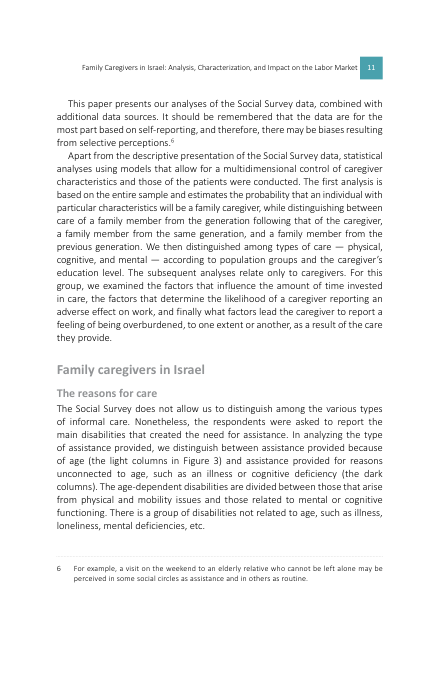 Family Caregivers in Israel: Analysis, Characterization, and Impact on the Labor Market 11
This paper presents our analyses of the Social Survey data, combined with
additional data sources. It should be remembered that the data are for the
most part based on self-reporting, and therefore, there may be biases resulting
from selective perceptions.6
Apart from the descriptive presentation of the Social Survey data, statistical
analyses using models that allow for a multidimensional control of caregiver
characteristics and those of the patients were conducted. The first analysis is
based on the entire sample and estimates the probability that an individual with
particular characteristics will be a family caregiver, while distinguishing between
care of a family member from the generation following that of the caregiver,
a family member from the same generation, and a family member from the
previous generation. We then distinguished among types of care — physical,
cognitive, and mental — according to population groups and the caregiver's
education level. The subsequent analyses relate only to caregivers. For this
group, we examined the factors that influence the amount of time invested
in care, the factors that determine the likelihood of a caregiver reporting an
adverse effect on work, and finally what factors lead the caregiver to report a
feeling of being overburdened, to one extent or another, as a result of the care
they provide.
Family caregivers in Israel
The reasons for care
The Social Survey does not allow us to distinguish among the various types
of informal care. Nonetheless, the respondents were asked to report the
main disabilities that created the need for assistance. In analyzing the type
of assistance provided, we distinguish between assistance provided because
of age (the light columns in Figure 3) and assistance provided for reasons
unconnected to age, such as an illness or cognitive deficiency (the dark
columns). The age-dependent disabilities are divided between those that arise
from physical and mobility issues and those related to mental or cognitive
functioning. There is a group of disabilities not related to age, such as illness,
loneliness, mental deficiencies, etc.
6 For example, a visit on the weekend to an elderly relative who cannot be left alone may be
perceived in some social circles as assistance and in others as routine.